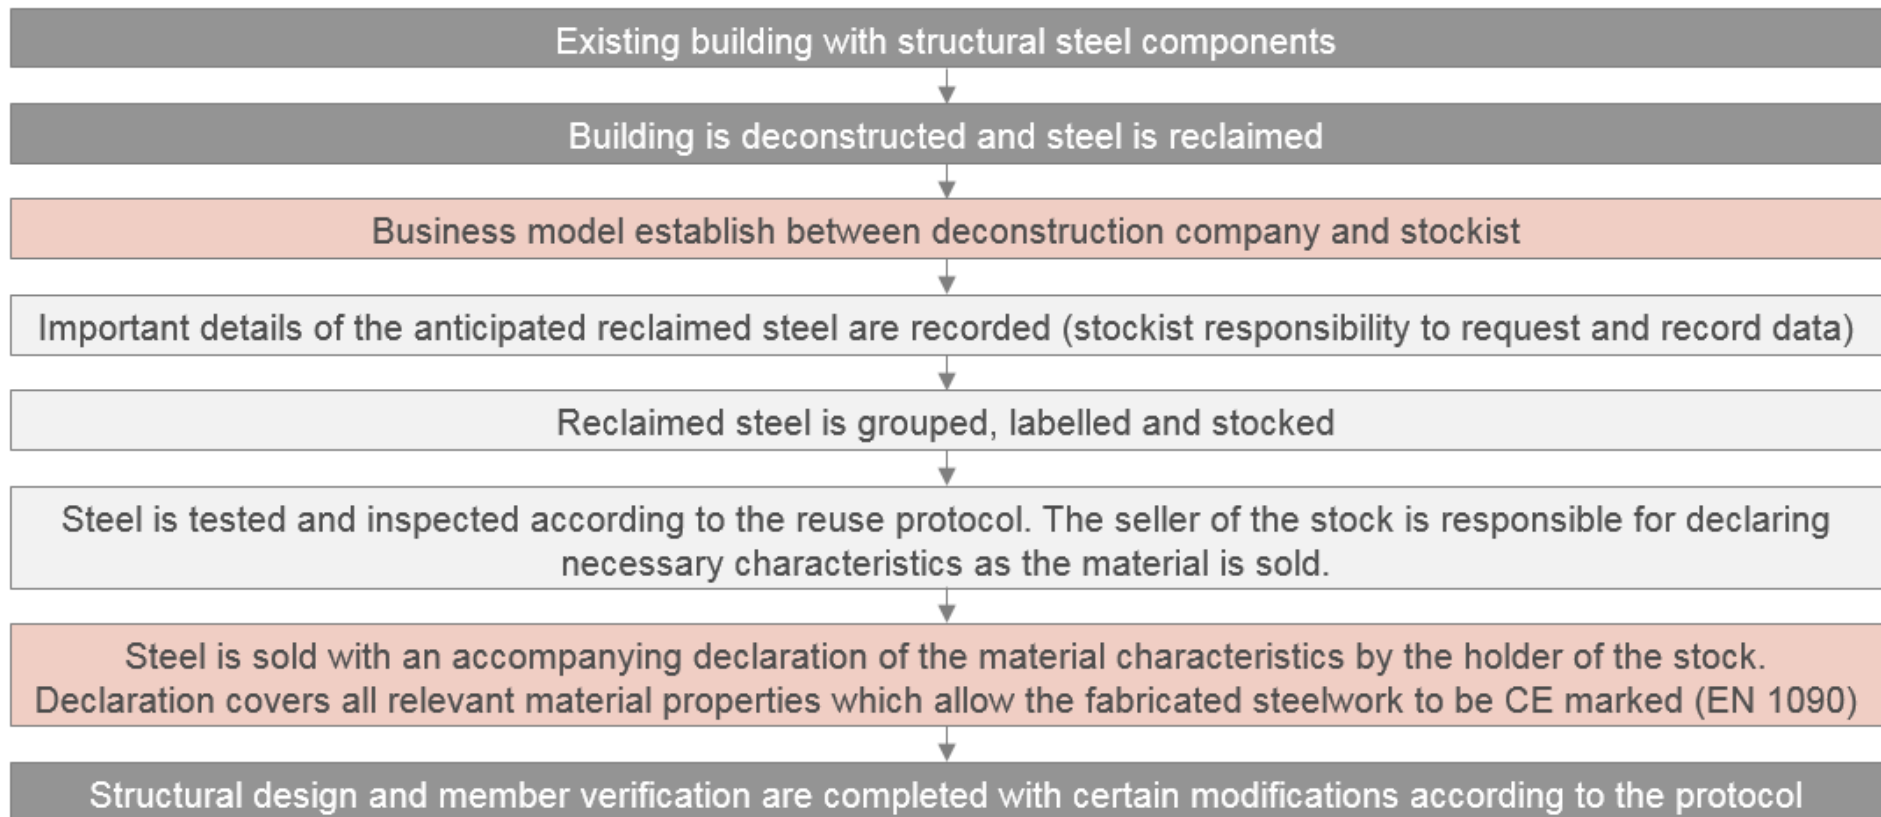 Existing building with structural steel components
Building is deconstructed and steel is reclaimed
Business model establish between deconstruction company and stockist
Important details of the anticipated reclaimed steel are recorded (stockist responsibility to request and record data)
Reclaimed steel is grouped, labelled and stocked
Steel is tested and inspected according to the reuse protocol. The seller of the stock is responsible for declaring
necessary characteristics as the material is sold.
Steel is sold with an accompanying declaration of the material characteristics by the holder of the stock.
Declaration covers all relevant material properties which allow the fabricated steelwork to be CE marked (EN 1090)
Structural design and member verification are completed with certain modifications according to the protocol